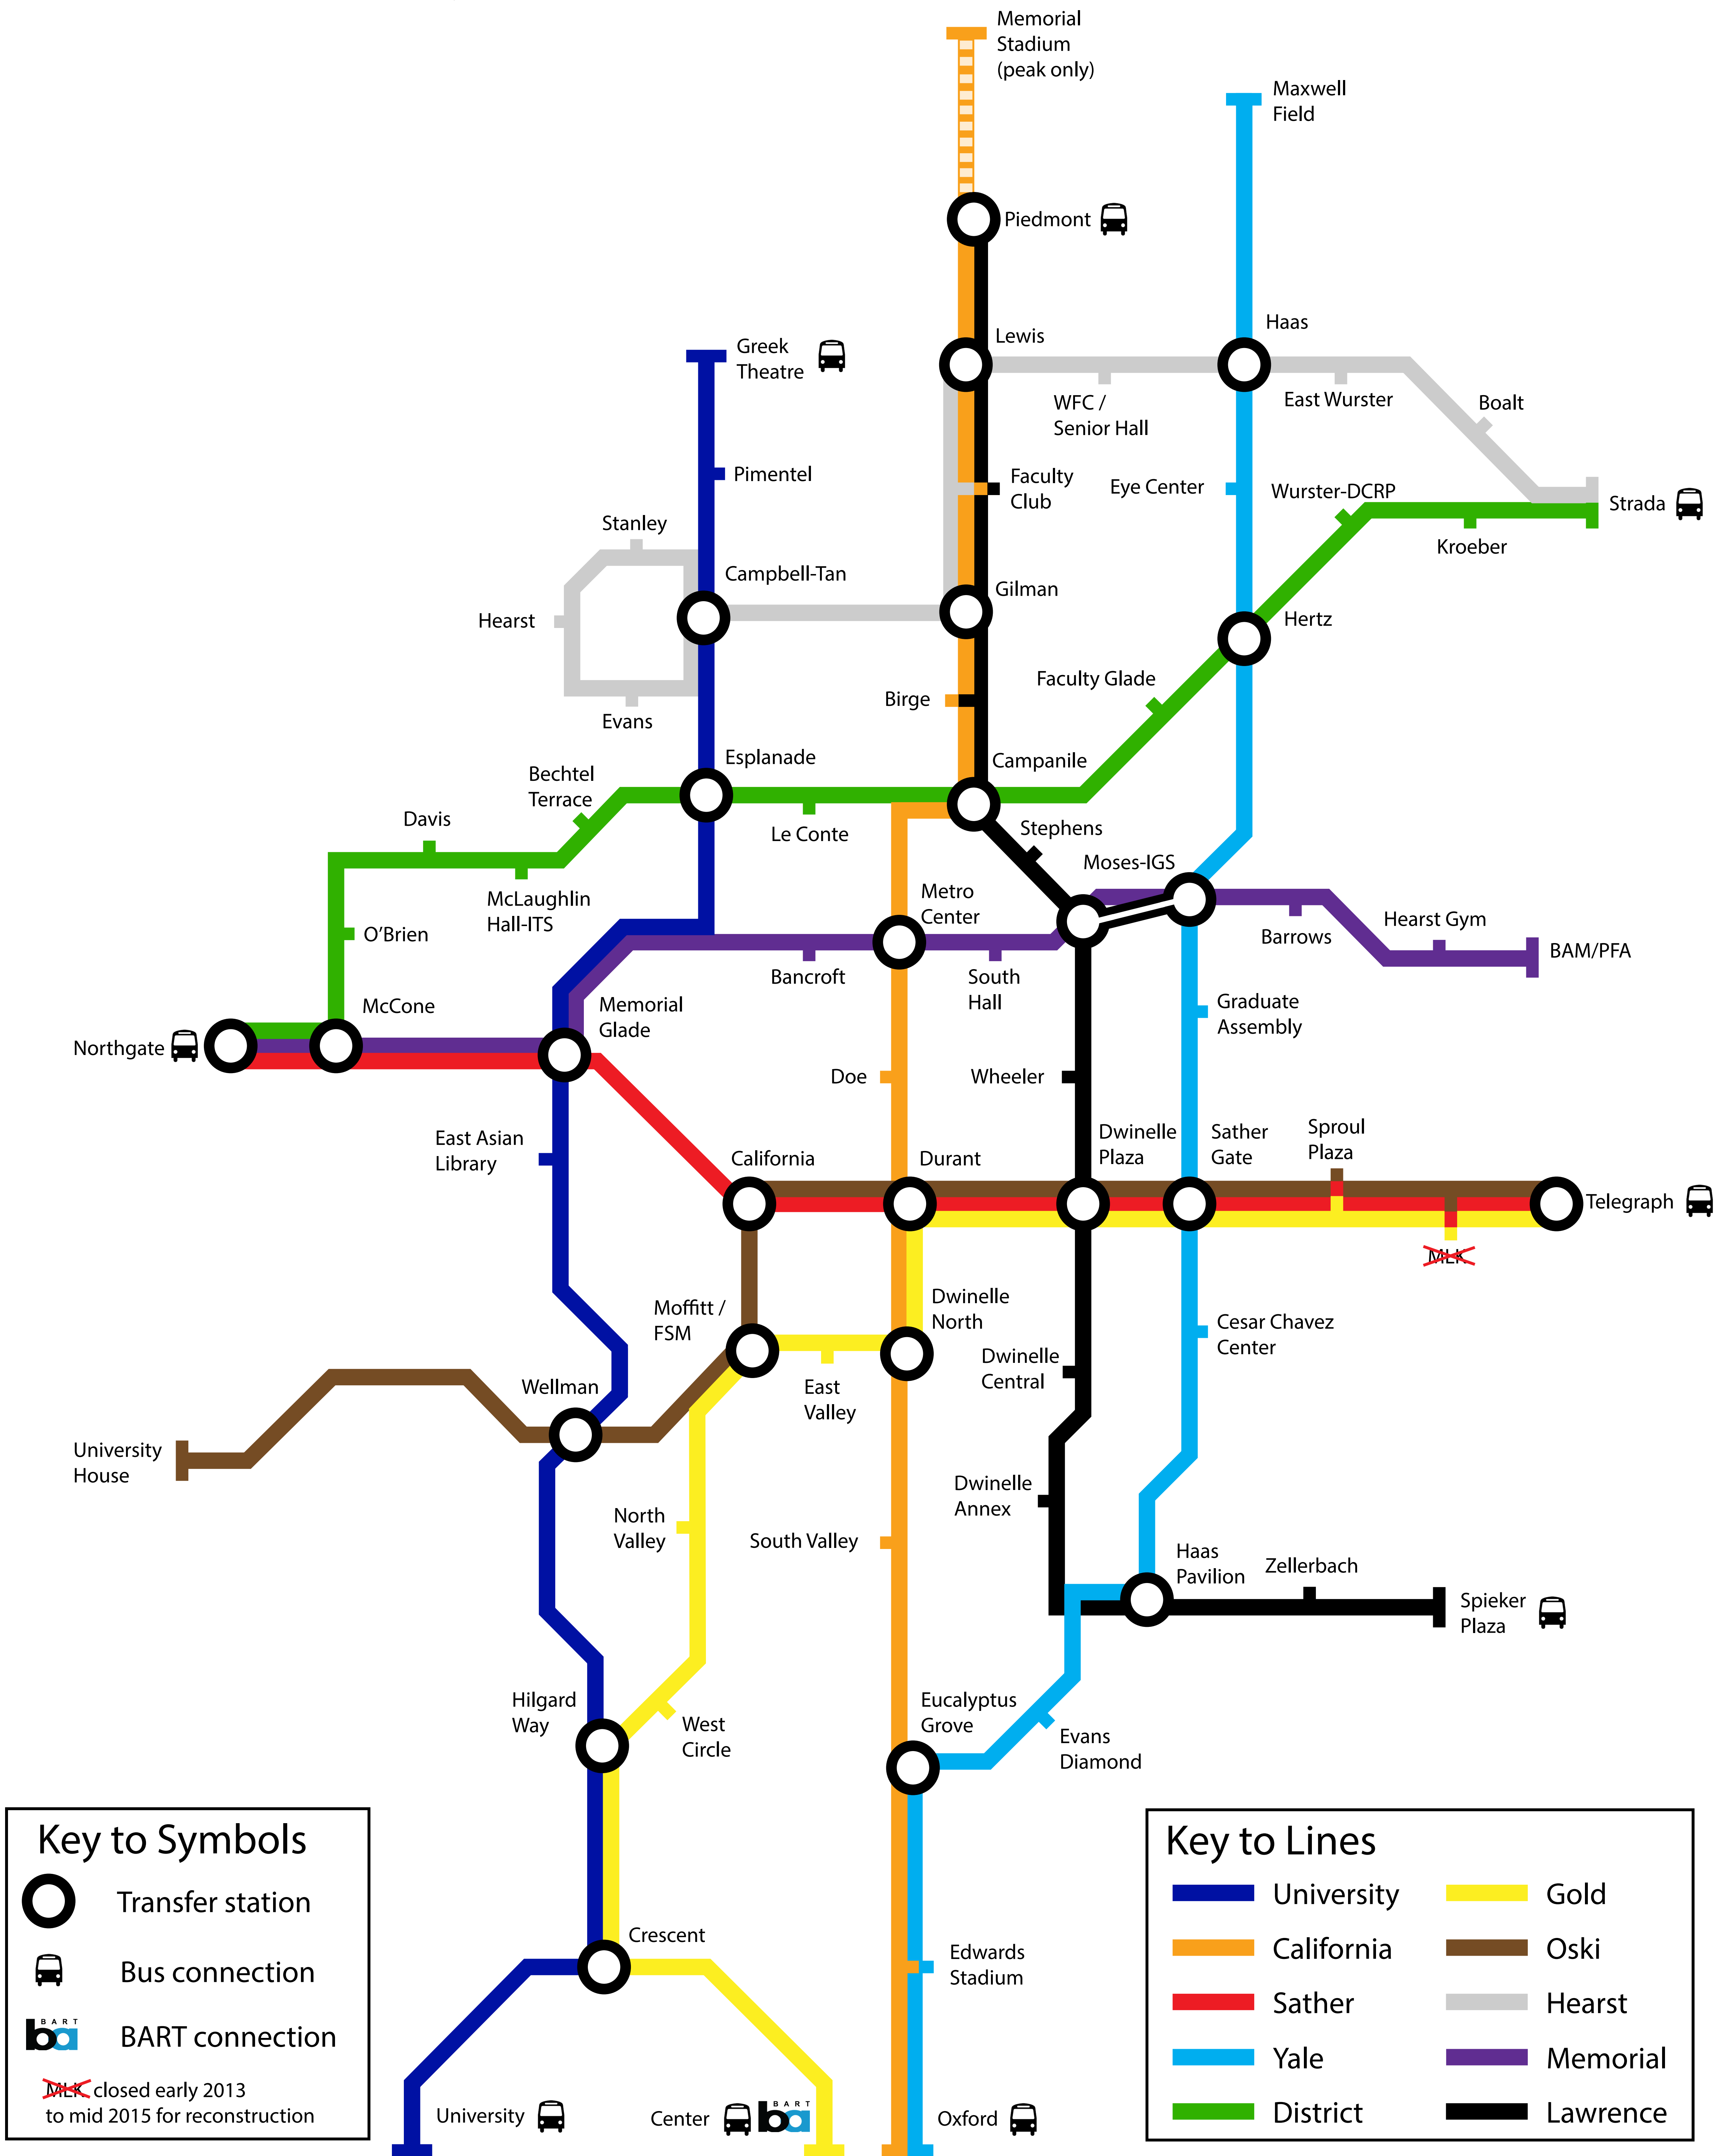 Memorial
Stadium
(peak only)
Maxwell
Field
Piedmont
Haas
Lewis
Greek
Theatre
WFC /
Senior Hall
East Wurster
Boalt
Pimentel
Faculty
Club
Eye Center
Wurster-DCRP
Strada
Stanley
Kroeber
Campbell-Tan
Gilman
Hearst
Hertz
Faculty Glade
Birge
Evans
Esplanade
Campanile
Bechtel
Terrace
Davis
Le Conte
Stephens
Moses-IGS
McLaughlin
Hall-ITS
Metro
Center
O'Brien
Barrows
Hearst Gym
BAM/PFA
Bancroft
South
Hall
McCone
Memorial
Glade
Graduate
Assembly
Northgate
Doe
Wheeler
East Asian
Library
California
Durant
Dwinelle
Plaza
Sather
Gate
Sproul
Plaza
Telegraph
MLK
Moffitt /
FSM
Dwinelle
North
Cesar Chavez
Center
Dwinelle
Central
Wellman
East
Valley
University
House
Dwinelle
Annex
North
Valley
South Valley
Haas
Pavilion
Zellerbach
Spieker
Plaza
Hilgard
Way
West
Circle
Eucalyptus
Grove
Evans
Diamond
Crescent
Edwards
Stadium
University
Center
BART
ba
Oxford
Key to Symbols
Transfer station
Bus connection
BART
ba
BART connection
MLK closed early 2013
to mid 2015 for reconstruction
Key to Lines
University
Gold
California
Oski
Sather
Hearst
Yale
Memorial
District
Lawrence